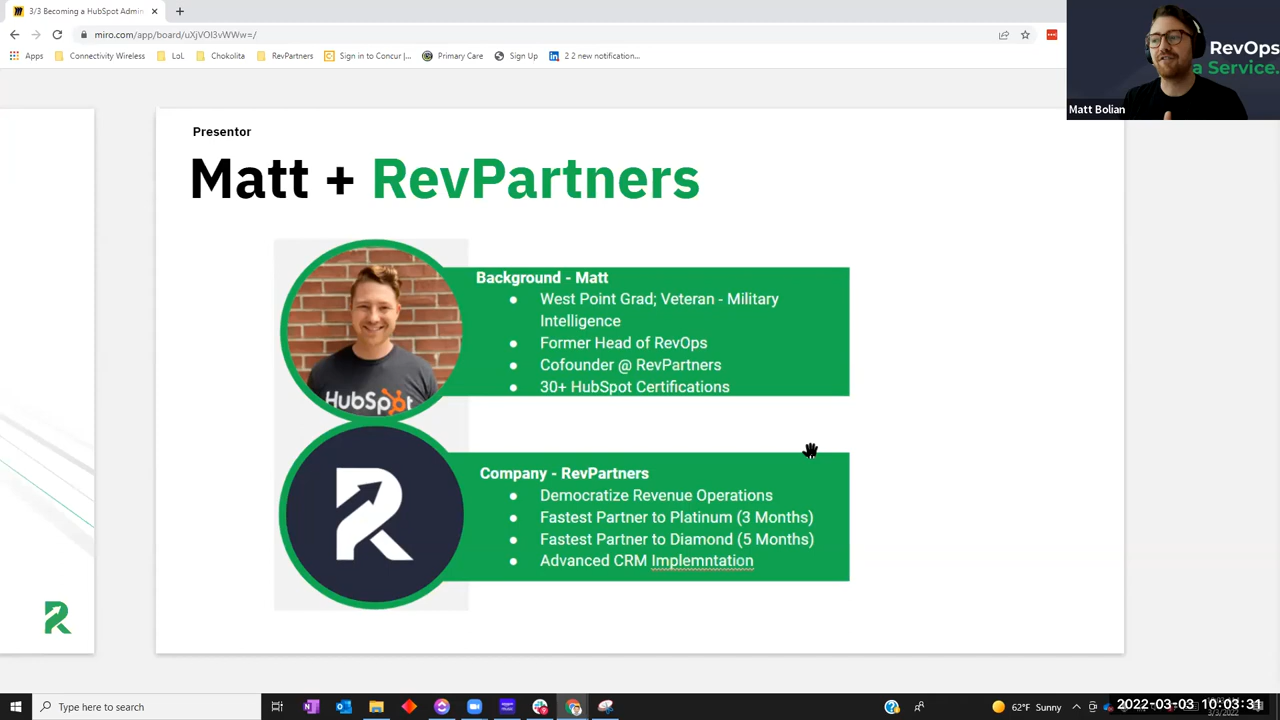 3/3 Becoming a HubSpot Admin
miro.com/app/board/uXjVOI3vWWw=/
Apps
Connectivity Wireless
LoL
Chokolita
RevPartners
Sign in to Concur |...
Primary Care
Sign Up
2 2 new notification...
RevOps
a Service.
Matt Bolian
Presentor
Matt + RevPartners
Background - Matt
West Point Grad; Veteran - Military
Intelligence
Former Head of RevOps
Cofounder @ RevPartners
30+ HubSpot Certifications
HubSpot
Company - RevPartners
Democratize Revenue Operations
Fastest Partner to Platinum (3 Months)
Fastest Partner to Diamond (5 Months)
Advanced CRM Implemntation
Type here to search
62°F Sunny
2022-03-03 10:03:31